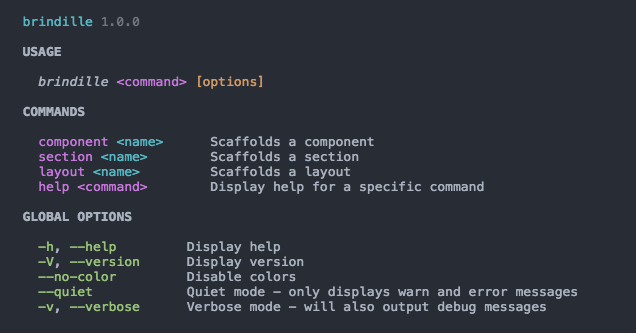 brindille 1.0.0
USAGE
brindille <command> [options]
COMMANDS
component <name> Scaffolds a component
section <name> Scaffolds a section
layout <name> Scaffolds a layout
help <command> Display help for a specific command
GLOBAL OPTIONS
-h, --help Display help
-V, --version Display version
--no-color Disable colors
--quiet Quiet mode - only displays warn and error messages
-v, --verbose Verbose mode - will also output debug messages